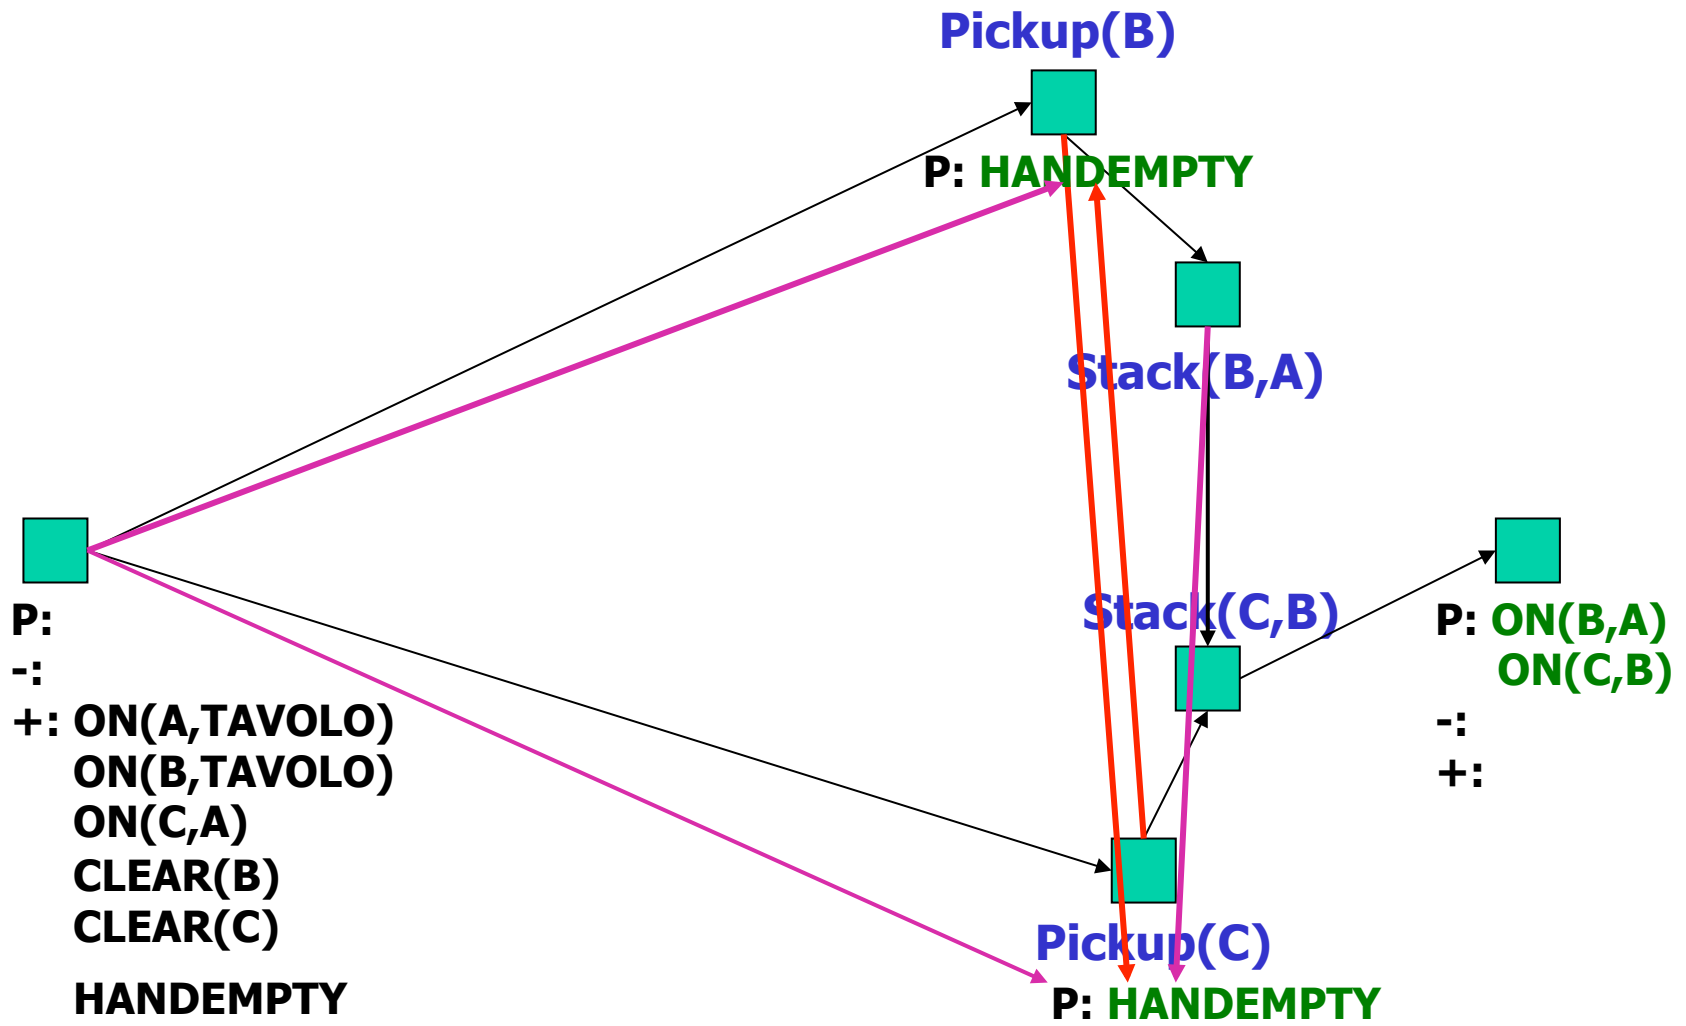 Pickup(B)
P: HANDEMPTY
Stack(B,A)
Stack(C,B)
P:
-:
+: ON(A,TAVOLO)
ON(B,TAVOLO)
ON(C,A)
CLEAR(B)
CLEAR(C)
HANDEMPTY
P: ON(B,A)
ON(C,B)
-:
+:
Pickup(C)
P: HANDEMPTY